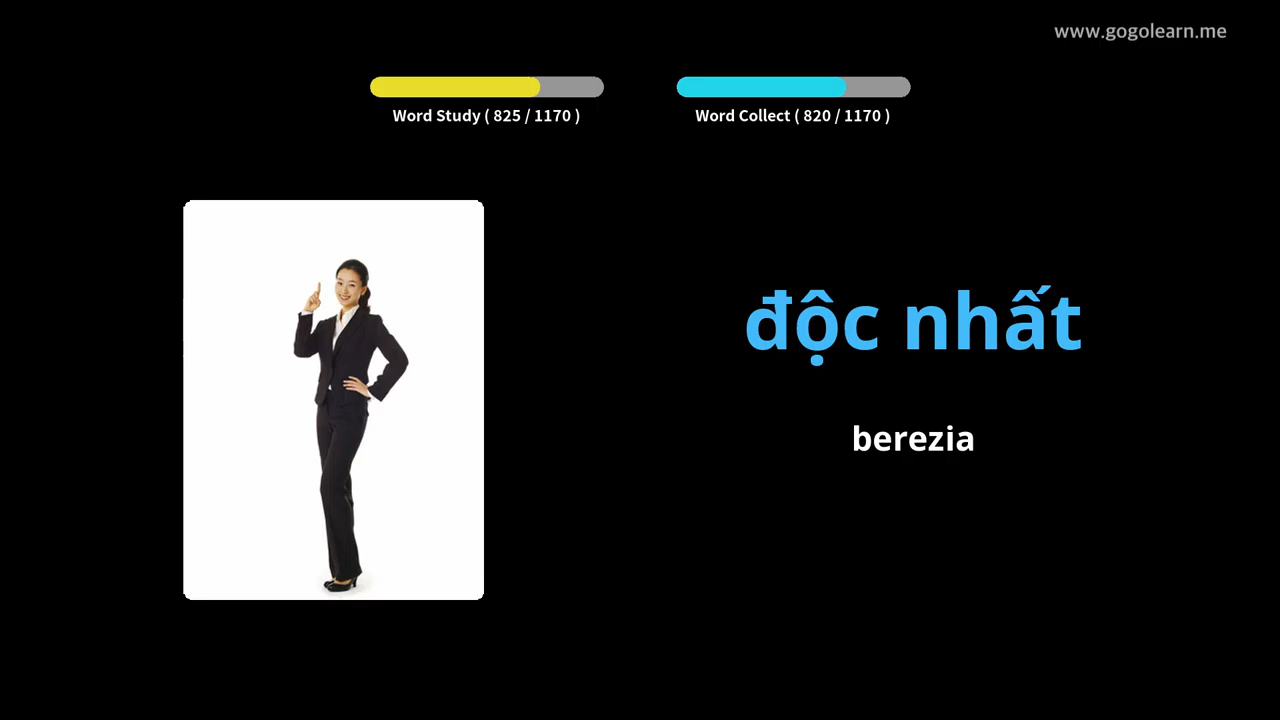 www.gogolearn.me
Word Study ( 825 / 1170 )
Word Collect ( 820 / 1170 )
độc nhất
berezia